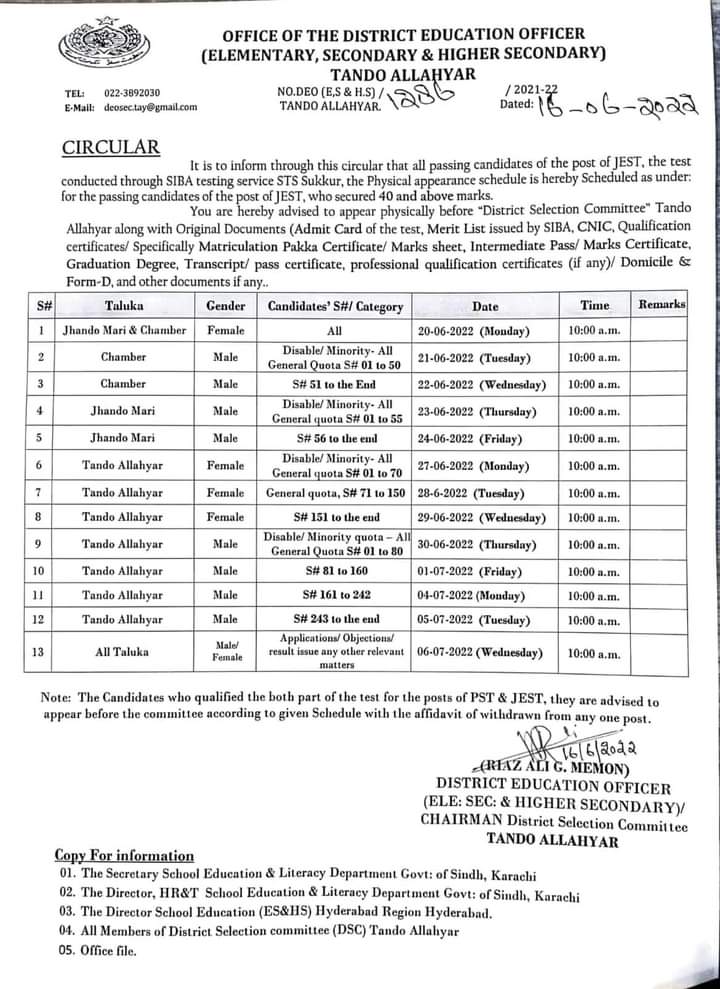 OFFICE OF THE DISTRICT EDUCATION OFFICER
(ELEMENTARY, SECONDARY & HIGHER SECONDARY)
TANDO ALLAHYAR
TEL: 022-3892030
E-Mail: deosec.tay@gmail.com
NO.DEO (E,S & H.S) / 1286 / 2021-22
TANDO ALLAHYAR. Dated: 16-06-2022
CIRCULAR
It is to inform through this circular that all passing candidates of the post of JEST, the test
conducted through SIBA testing service STS Sukkur, the Physical appearance schedule is hereby Scheduled as under:
for the passing candidates of the post of JEST, who secured 40 and above marks.
You are hereby advised to appear physically before "District Selection Committee" Tando
Allahyar along with Original Documents (Admit Card of the test, Merit List issued by SIBA, CNIC, Qualification
certificates/ Specifically Matriculation Pakka Certificate/ Marks sheet, Intermediate Pass/ Marks Certificate,
Graduation Degree, Transcript/ pass certificate, professional qualification certificates (if any)/ Domicile &
Form-D, and other documents if any..
S# Taluka Gender Candidates' S#/ Category Date Time Remarks
1 Jhando Mari & Chamber Female All 20-06-2022 (Monday) 10:00 a.m.
2 Chamber Male Disable/ Minority- All
General Quota S# 01 to 50 21-06-2022 (Tuesday) 10:00 a.m.
3 Chamber Male S# 51 to the End 22-06-2022 (Wednesday) 10:00 a.m.
4 Jhando Mari Male Disable/ Minority- All
General quota S# 01 to 55 23-06-2022 (Thursday) 10:00 a.m.
5 Jhando Mari Male S# 56 to the end 24-06-2022 (Friday) 10:00 a.m.
6 Tando Allahyar Female Disable/ Minority- All
General quota S# 01 to 70 27-06-2022 (Monday) 10:00 a.m.
7 Tando Allahyar Female General quota, S# 71 to 150 28-6-2022 (Tuesday) 10:00 a.m.
8 Tando Allahyar Female S# 151 to the end 29-06-2022 (Wednesday) 10:00 a.m.
9 Tando Allahyar Male Disable/ Minority quota – All
General Quota S# 01 to 80 30-06-2022 (Thursday) 10:00 a.m.
10 Tando Allahyar Male S# 81 to 160 01-07-2022 (Friday) 10:00 a.m.
11 Tando Allahyar Male S# 161 to 242 04-07-2022 (Monday) 10:00 a.m.
12 Tando Allahyar Male S# 243 to the end 05-07-2022 (Tuesday) 10:00 a.m.
13 All Taluka Male/
Female Applications/ Objections/
result issue any other relevant
matters 06-07-2022 (Wednesday) 10:00 a.m.
Note: The Candidates who qualified the both part of the test for the posts of PST & JEST, they are advised to
appear before the committee according to given Schedule with the affidavit of withdrawn from any one post.
16/6/2022
(RIAZ ALI G. MEMON)
DISTRICT EDUCATION OFFICER
(ELE: SEC: & HIGHER SECONDARY)/
CHAIRMAN District Selection Committee
TANDO ALLAHYAR
Copy For information
01. The Secretary School Education & Literacy Department Govt: of Sindh, Karachi
02. The Director, HR&T School Education & Literacy Department Govt: of Sindh, Karachi
03. The Director School Education (ES&HS) Hyderabad Region Hyderabad.
04. All Members of District Selection committee (DSC) Tando Allahyar
05. Office file.